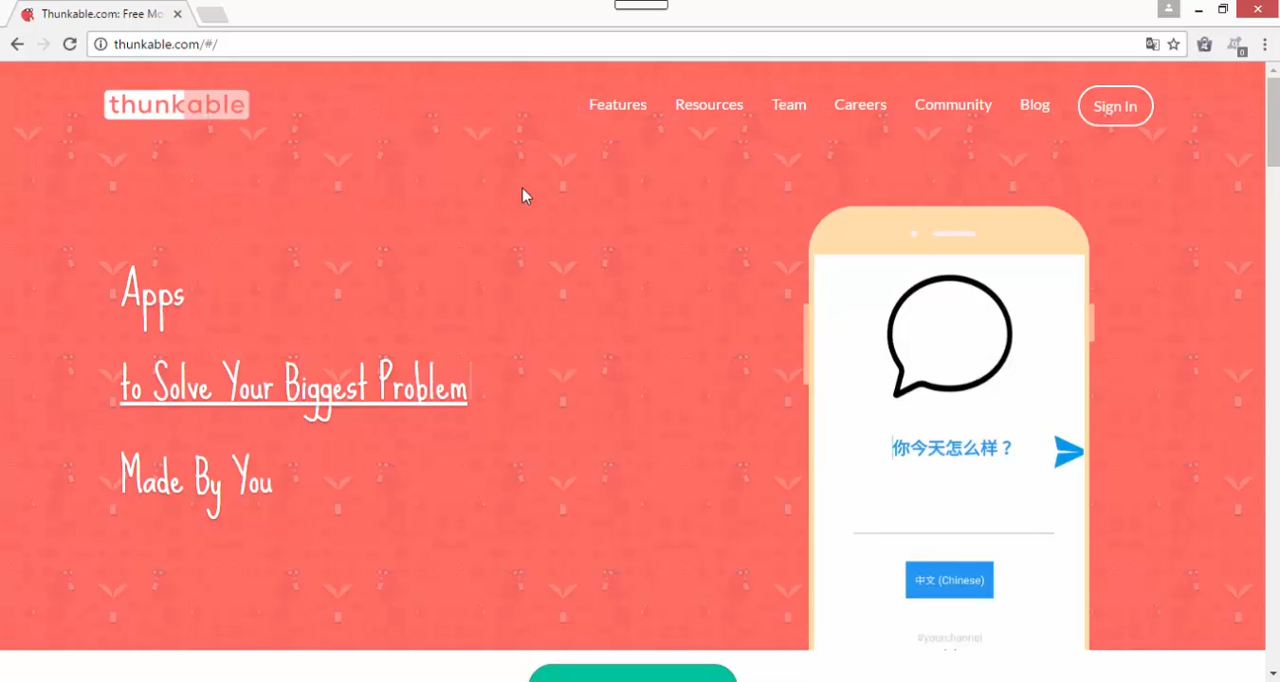 Thunkable.com: Free Mo
thunkable.com/#/
0
thunkable
Features
Resources
Team
Careers
Community
Blog
Sign In
Apps
to Solve Your Biggest Problem
Made By You
你今天怎么样？
中文 (Chinese)
#yourchannel